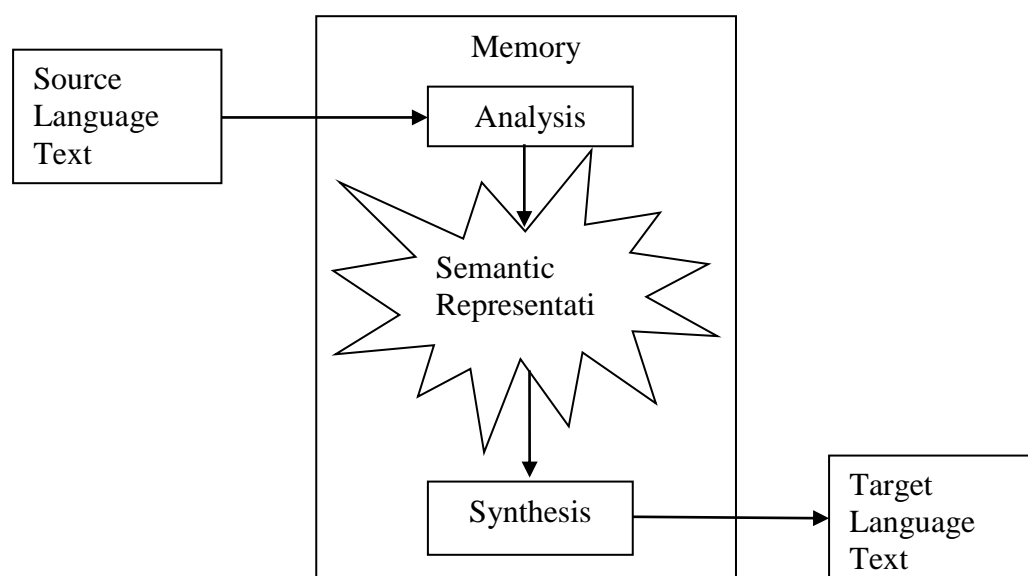 Memory
Source
Language
Text
Analysis
Semantic
Representati
Synthesis
Target
Language
Text